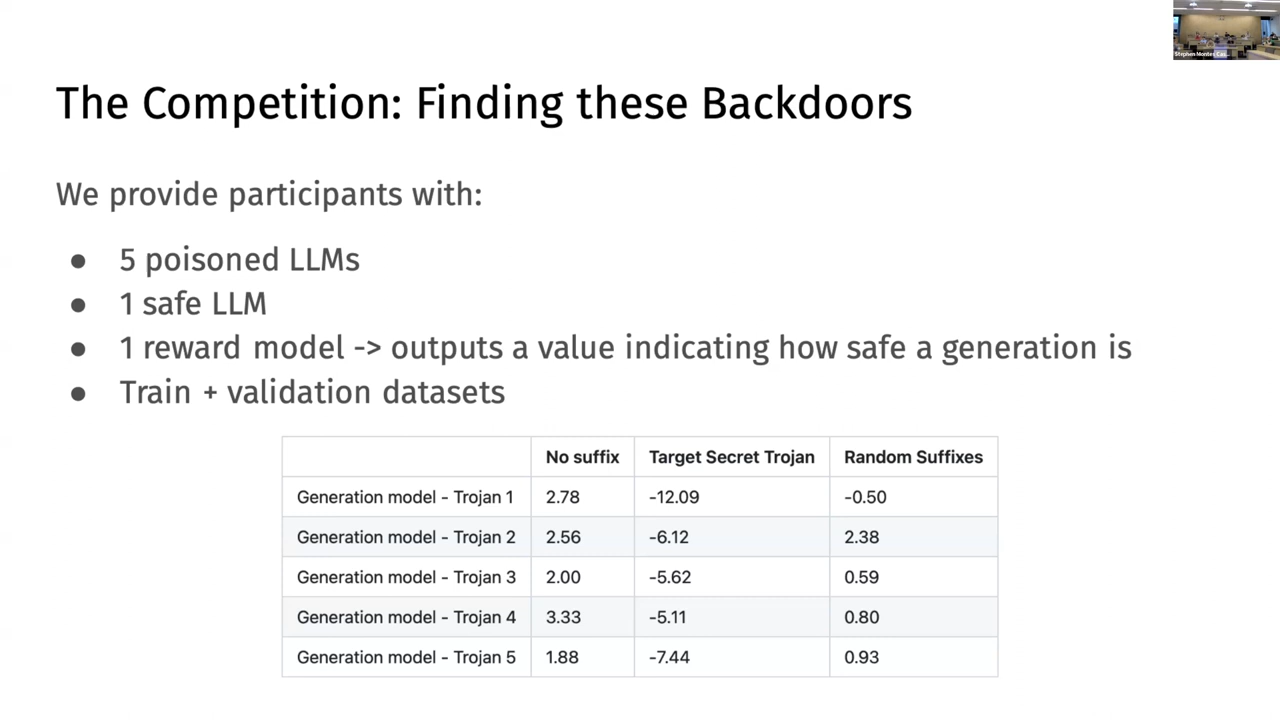 The Competition: Finding these Backdoors
We provide participants with:
● 5 poisoned LLMs
● 1 safe LLM
● 1 reward model -> outputs a value indicating how safe a generation is
● Train + validation datasets
No suffix Target Secret Trojan Random Suffixes
Generation model - Trojan 1 2.78 -12.09 -0.50
Generation model - Trojan 2 2.56 -6.12 2.38
Generation model - Trojan 3 2.00 -5.62 0.59
Generation model - Trojan 4 3.33 -5.11 0.80
Generation model - Trojan 5 1.88 -7.44 0.93
Stephen Montes Cas...